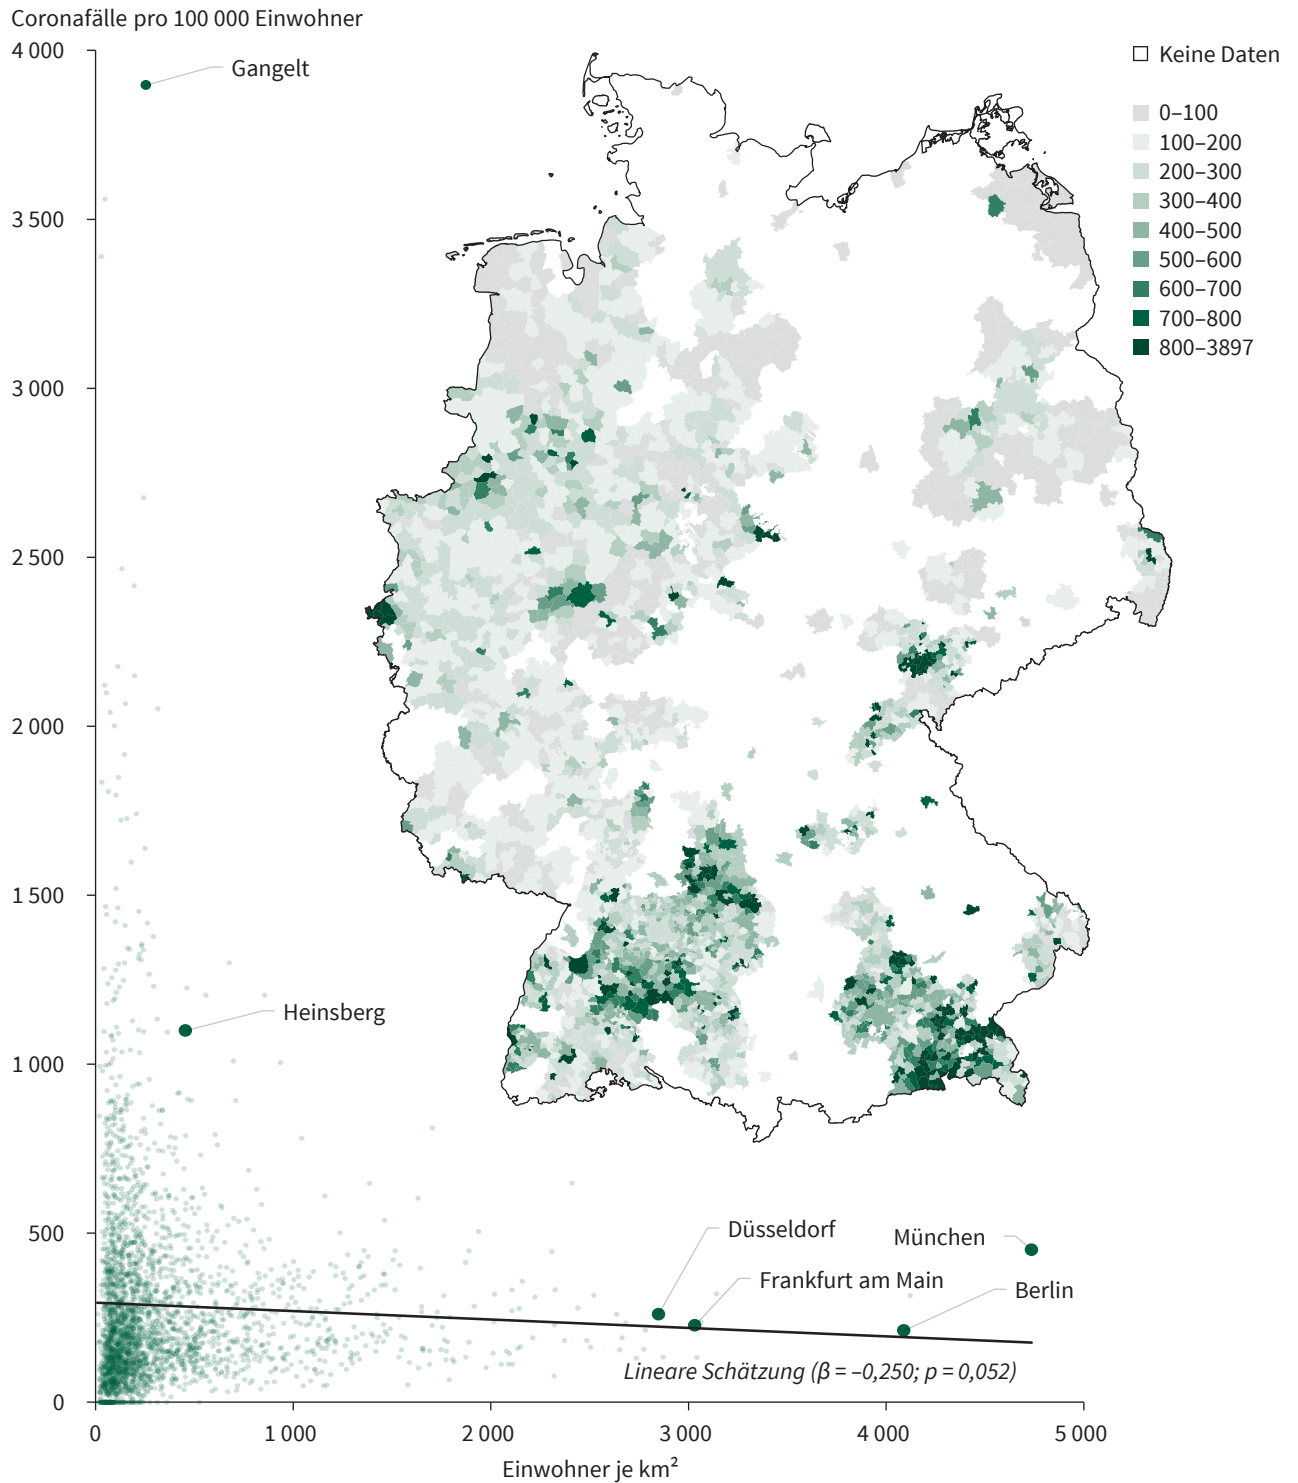 Coronafälle pro 100 000 Einwohner
4 000
Gangelt
Keine Daten
0–100
100–200
200–300
300–400
400–500
500–600
600–700
700–800
800–3897
3 500
3 000
2 500
2 000
1 500
Heinsberg
1 000
500
Düsseldorf
München
Frankfurt am Main
Berlin
Lineare Schätzung (β = –0,250; p = 0,052)
0
0
1 000
2 000
3 000
4 000
5 000
Einwohner je km²